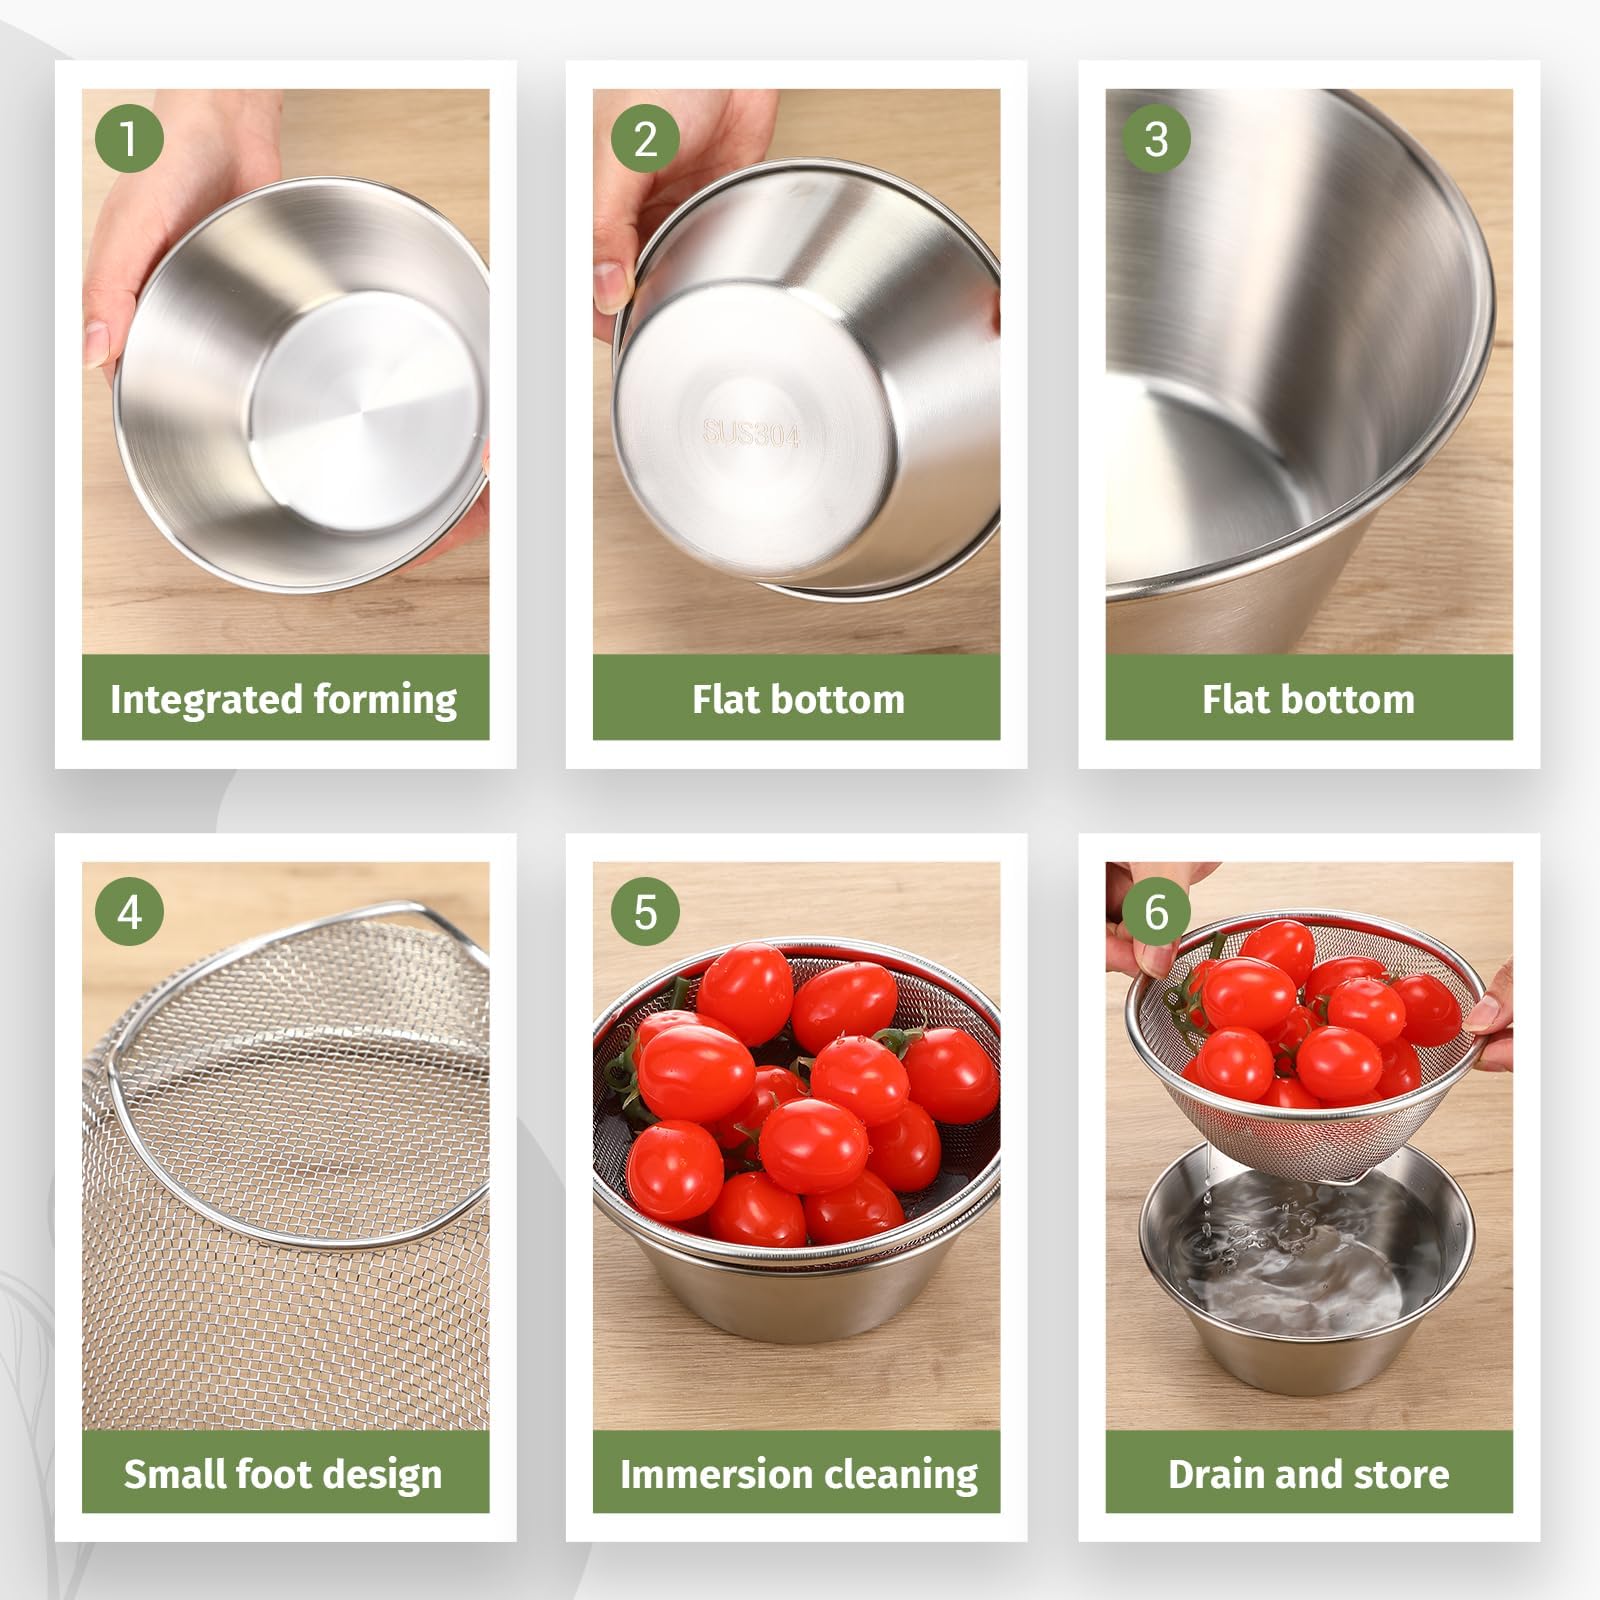 1
2
3
SUS304
Integrated forming
Flat bottom
Flat bottom
4
5
6
Small foot design
Immersion cleaning
Drain and store